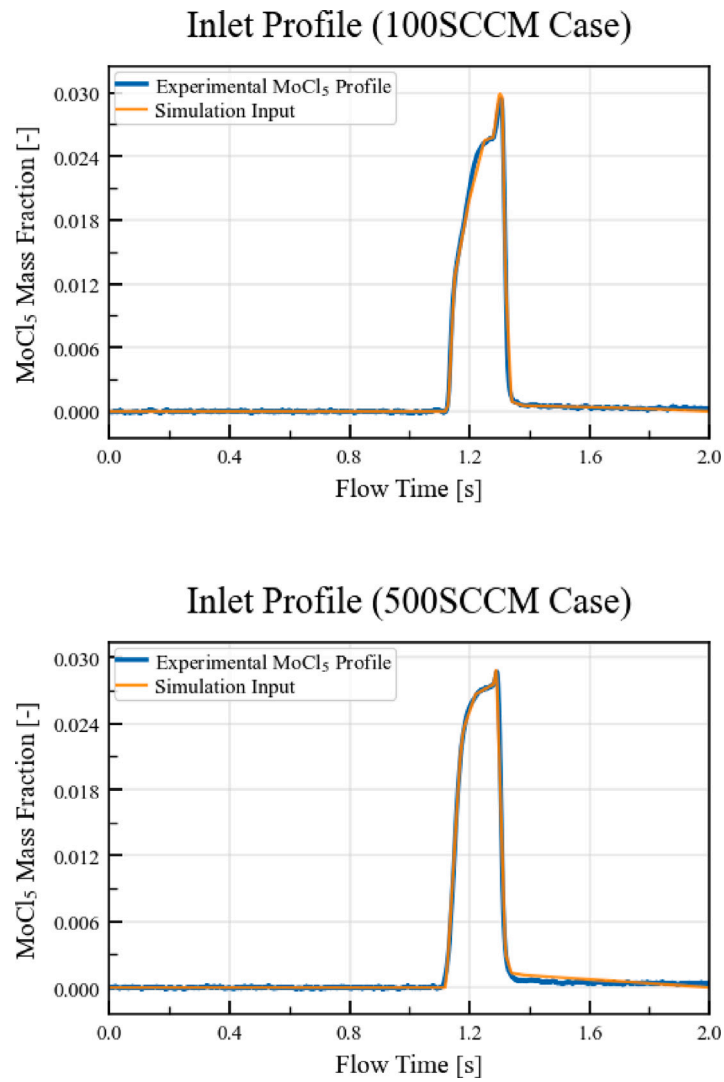 Inlet Profile (100SCCM Case)
Experimental MoCl₅ Profile
Simulation Input
MoCl₅ Mass Fraction [-]
0.030
0.024
0.018
0.012
0.006
0.000
0.0 0.4 0.8 1.2 1.6 2.0
Flow Time [s]
Inlet Profile (500SCCM Case)
Experimental MoCl₅ Profile
Simulation Input
MoCl₅ Mass Fraction [-]
0.030
0.024
0.018
0.012
0.006
0.000
0.0 0.4 0.8 1.2 1.6 2.0
Flow Time [s]